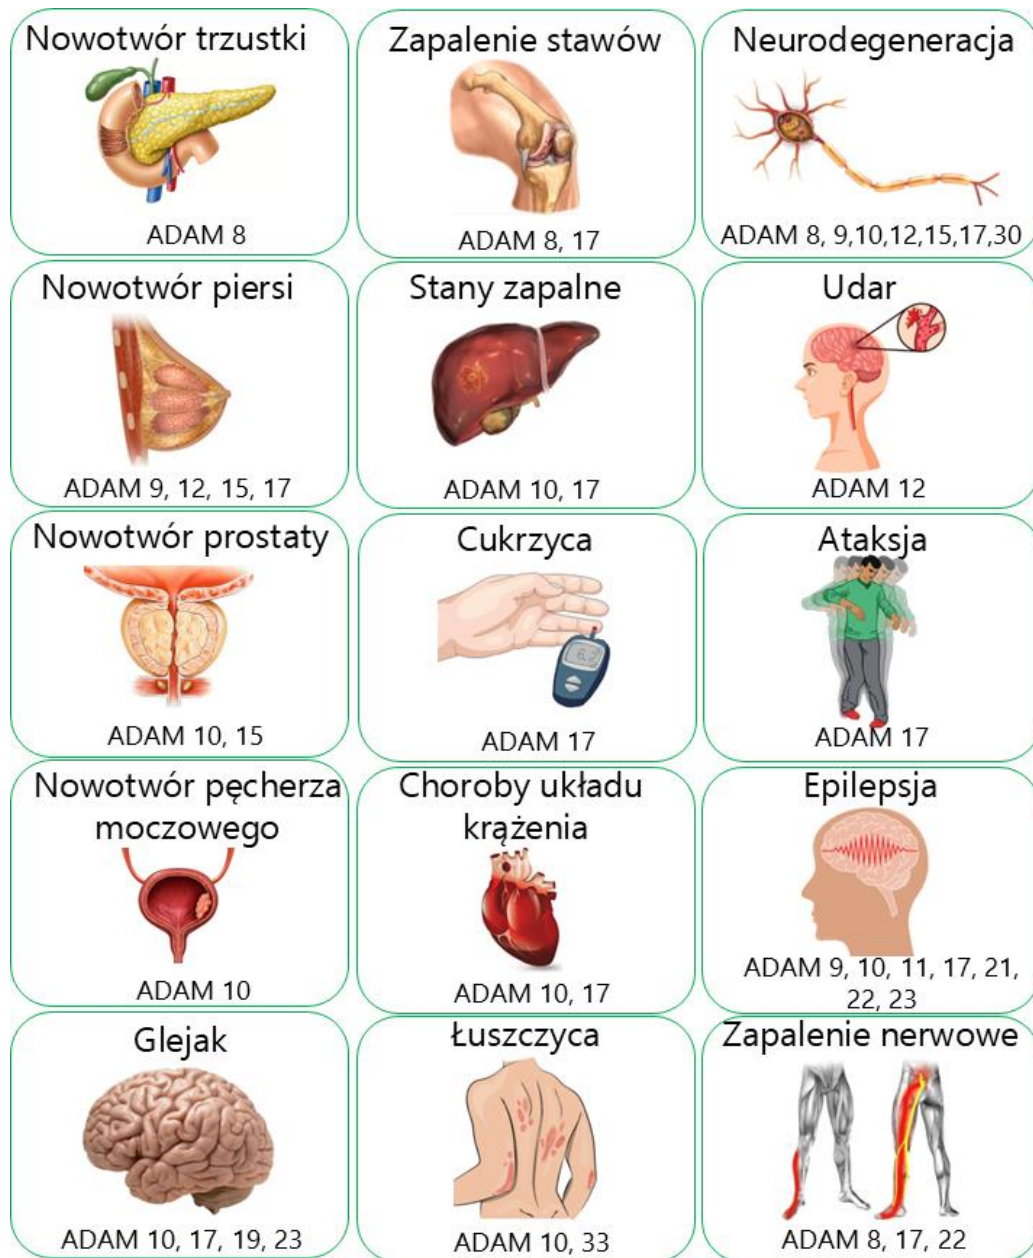 Nowotwór trzustki
ADAM 8
Zapalenie stawów
ADAM 8, 17
Neurodegeneracja
ADAM 8, 9,10,12,15,17,30
Nowotwór piersi
ADAM 9, 12, 15, 17
Stany zapalne
ADAM 10, 17
Udar
ADAM 12
Nowotwór prostaty
ADAM 10, 15
Cukrzyca
6.2
ADAM 17
Ataksja
ADAM 17
Nowotwór pęcherza
moczowego
ADAM 10
Choroby układu
krążenia
ADAM 10, 17
Epilepsja
ADAM 9, 10, 11, 17, 21,
22, 23
Glejak
ADAM 10, 17, 19, 23
Łuszczyca
ADAM 10, 33
Zapalenie nerwowe
ADAM 8, 17, 22